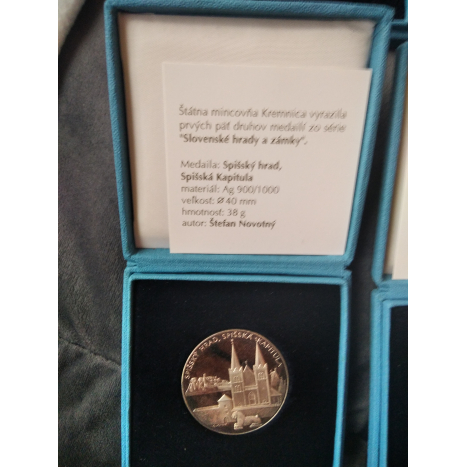 Štátna mincovňa Kremnica vyrazila
prvých päť druhov medailí zo série
"Slovenské hrady a zámky".
Medaila: Spišský hrad,
Spišská Kapitula
materiál: Ag 900/1000
veľkosť: Ø 40 mm
hmotnosť: 38 g
autor: Štefan Novotný
SPIŠSKÝ HRAD, SPIŠSKÁ KAPITULA